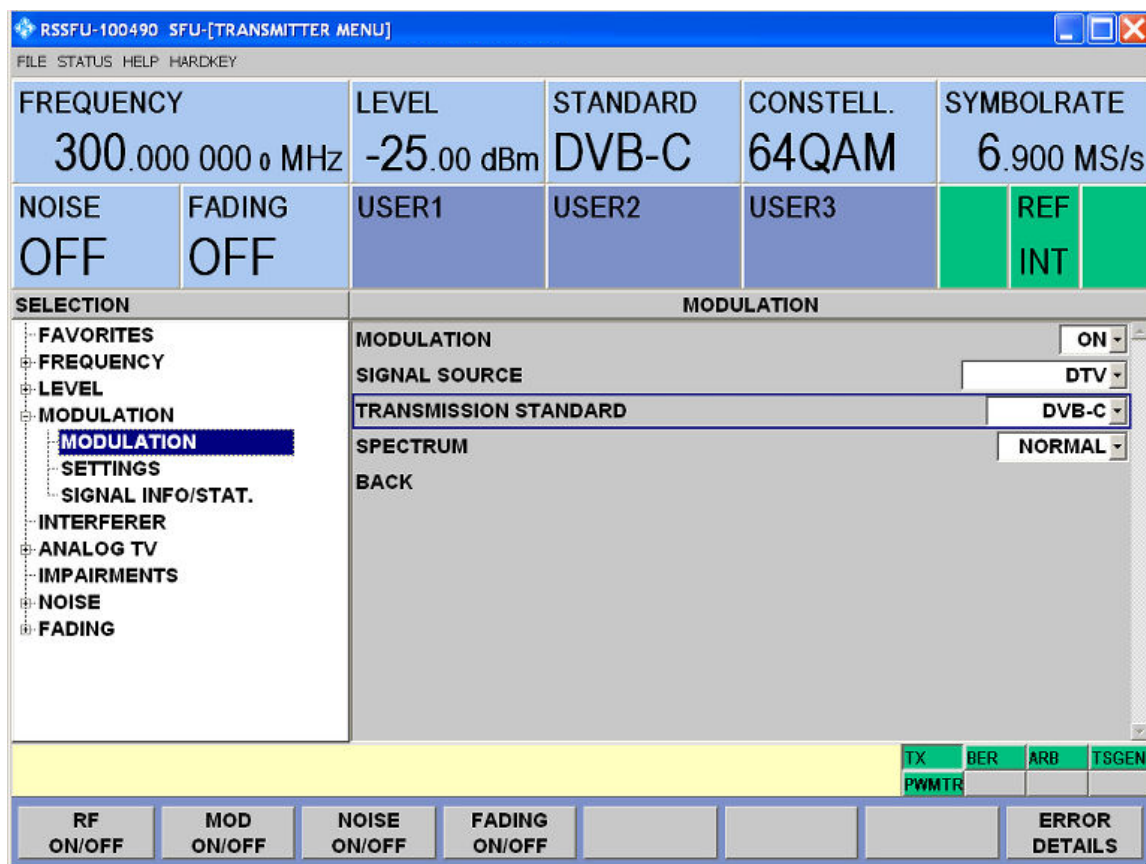 RSSFU-100490 SFU-[TRANSMITTER MENU]
FILE STATUS HELP HARDKEY
FREQUENCY LEVEL STANDARD CONSTELL. SYMBOLRATE
300.000 000 0 MHz -25.00 dBm DVB-C 64QAM 6.900 MS/s
NOISE FADING USER1 USER2 USER3 REF
OFF OFF INT
SELECTION MODULATION
FAVORITES
FREQUENCY
LEVEL
MODULATION
MODULATION
SETTINGS
SIGNAL INFO/STAT.
INTERFERER
ANALOG TV
IMPAIRMENTS
NOISE
FADING
MODULATION ON
SIGNAL SOURCE DTV
TRANSMISSION STANDARD DVB-C
SPECTRUM NORMAL
BACK
TX BER ARB TSGEN
PWMTR
RF MOD NOISE FADING ERROR
ON/OFF ON/OFF ON/OFF ON/OFF DETAILS